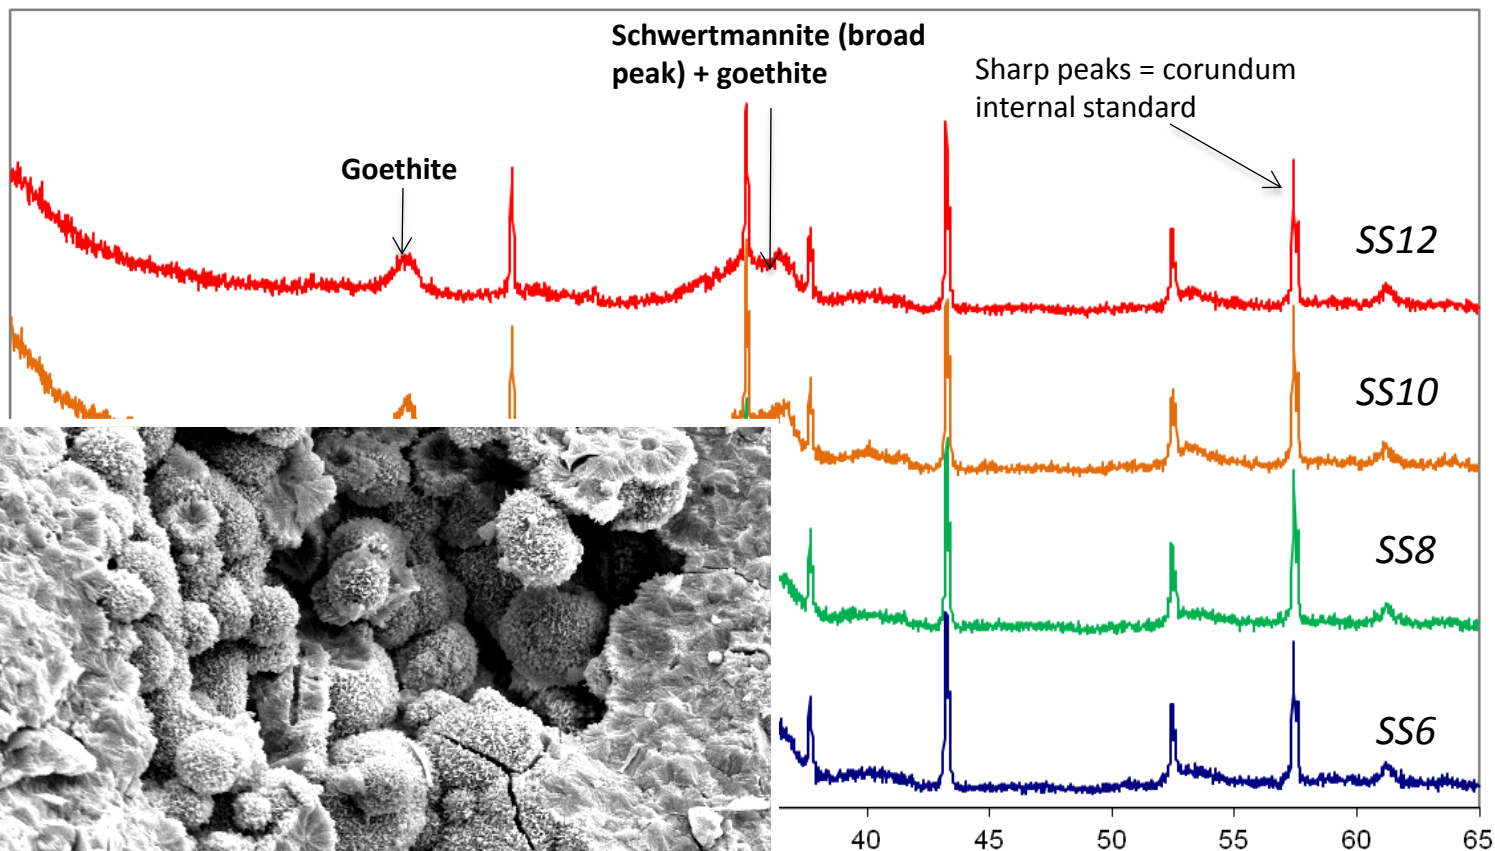 Schwertmannite (broad
peak) + goethite
Sharp peaks = corundum
internal standard
Goethite
SS12
SS10
SS8
SS6
40 45 50 55 60 65